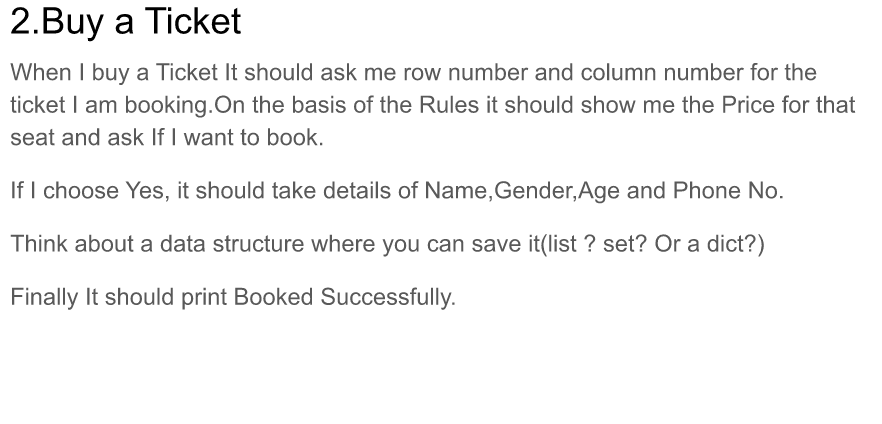 2.Buy a Ticket
When I buy a Ticket It should ask me row number and column number for the
ticket I am booking.On the basis of the Rules it should show me the Price for that
seat and ask If I want to book.
If I choose Yes, it should take details of Name,Gender,Age and Phone No.
Think about a data structure where you can save it(list ? set? Or a dict?)
Finally It should print Booked Successfully.